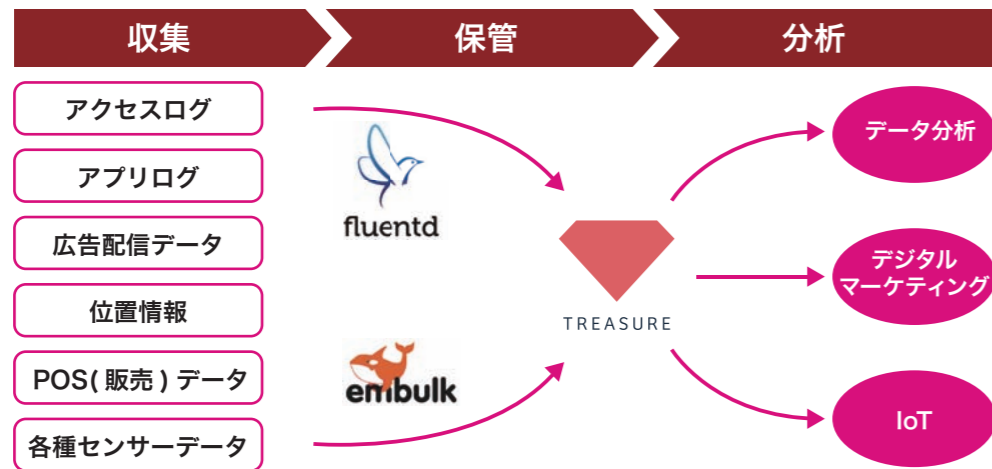 収集
保管
分析
アクセスログ
アプリログ
広告配信データ
位置情報
POS( 販売 ) データ
各種センサーデータ
fluentd
embulk
TREASURE
データ分析
デジタル
マーケティング
IoT